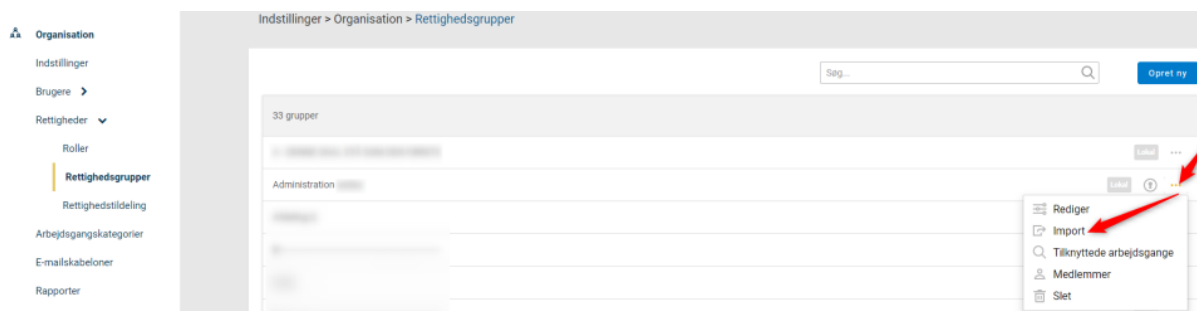 Indstillinger > Organisation > Rettighedsgrupper
Organisation
Indstillinger
Brugere
Rettigheder
Roller
Rettighedsgrupper
Rettighedstildeling
Arbejdsgangskategorier
E-mailskabeloner
Rapporter
Søg...
Opret ny
33 grupper
Lokal
Administration
Lokal
Rediger
Import
Tilknyttede arbejdsgange
Medlemmer
Slet